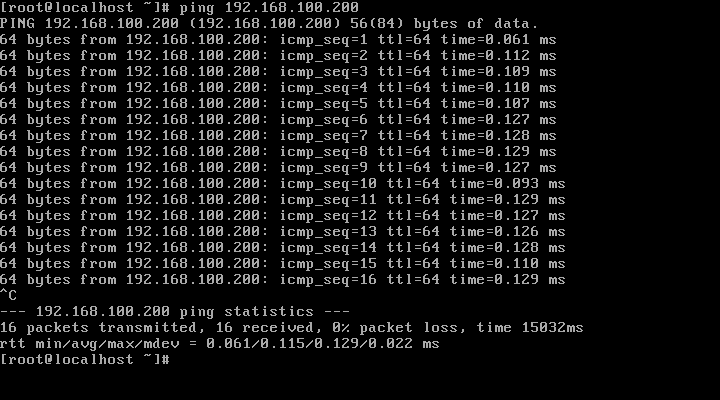 [root@localhost ~]# ping 192.168.100.200
PING 192.168.100.200 (192.168.100.200) 56(84) bytes of data.
64 bytes from 192.168.100.200: icmp_seq=1 ttl=64 time=0.061 ms
64 bytes from 192.168.100.200: icmp_seq=2 ttl=64 time=0.112 ms
64 bytes from 192.168.100.200: icmp_seq=3 ttl=64 time=0.109 ms
64 bytes from 192.168.100.200: icmp_seq=4 ttl=64 time=0.110 ms
64 bytes from 192.168.100.200: icmp_seq=5 ttl=64 time=0.107 ms
64 bytes from 192.168.100.200: icmp_seq=6 ttl=64 time=0.127 ms
64 bytes from 192.168.100.200: icmp_seq=7 ttl=64 time=0.128 ms
64 bytes from 192.168.100.200: icmp_seq=8 ttl=64 time=0.129 ms
64 bytes from 192.168.100.200: icmp_seq=9 ttl=64 time=0.127 ms
64 bytes from 192.168.100.200: icmp_seq=10 ttl=64 time=0.093 ms
64 bytes from 192.168.100.200: icmp_seq=11 ttl=64 time=0.129 ms
64 bytes from 192.168.100.200: icmp_seq=12 ttl=64 time=0.127 ms
64 bytes from 192.168.100.200: icmp_seq=13 ttl=64 time=0.126 ms
64 bytes from 192.168.100.200: icmp_seq=14 ttl=64 time=0.128 ms
64 bytes from 192.168.100.200: icmp_seq=15 ttl=64 time=0.110 ms
64 bytes from 192.168.100.200: icmp_seq=16 ttl=64 time=0.129 ms
^C
--- 192.168.100.200 ping statistics ---
16 packets transmitted, 16 received, 0% packet loss, time 15032ms
rtt min/avg/max/mdev = 0.061/0.115/0.129/0.022 ms
[root@localhost ~]#